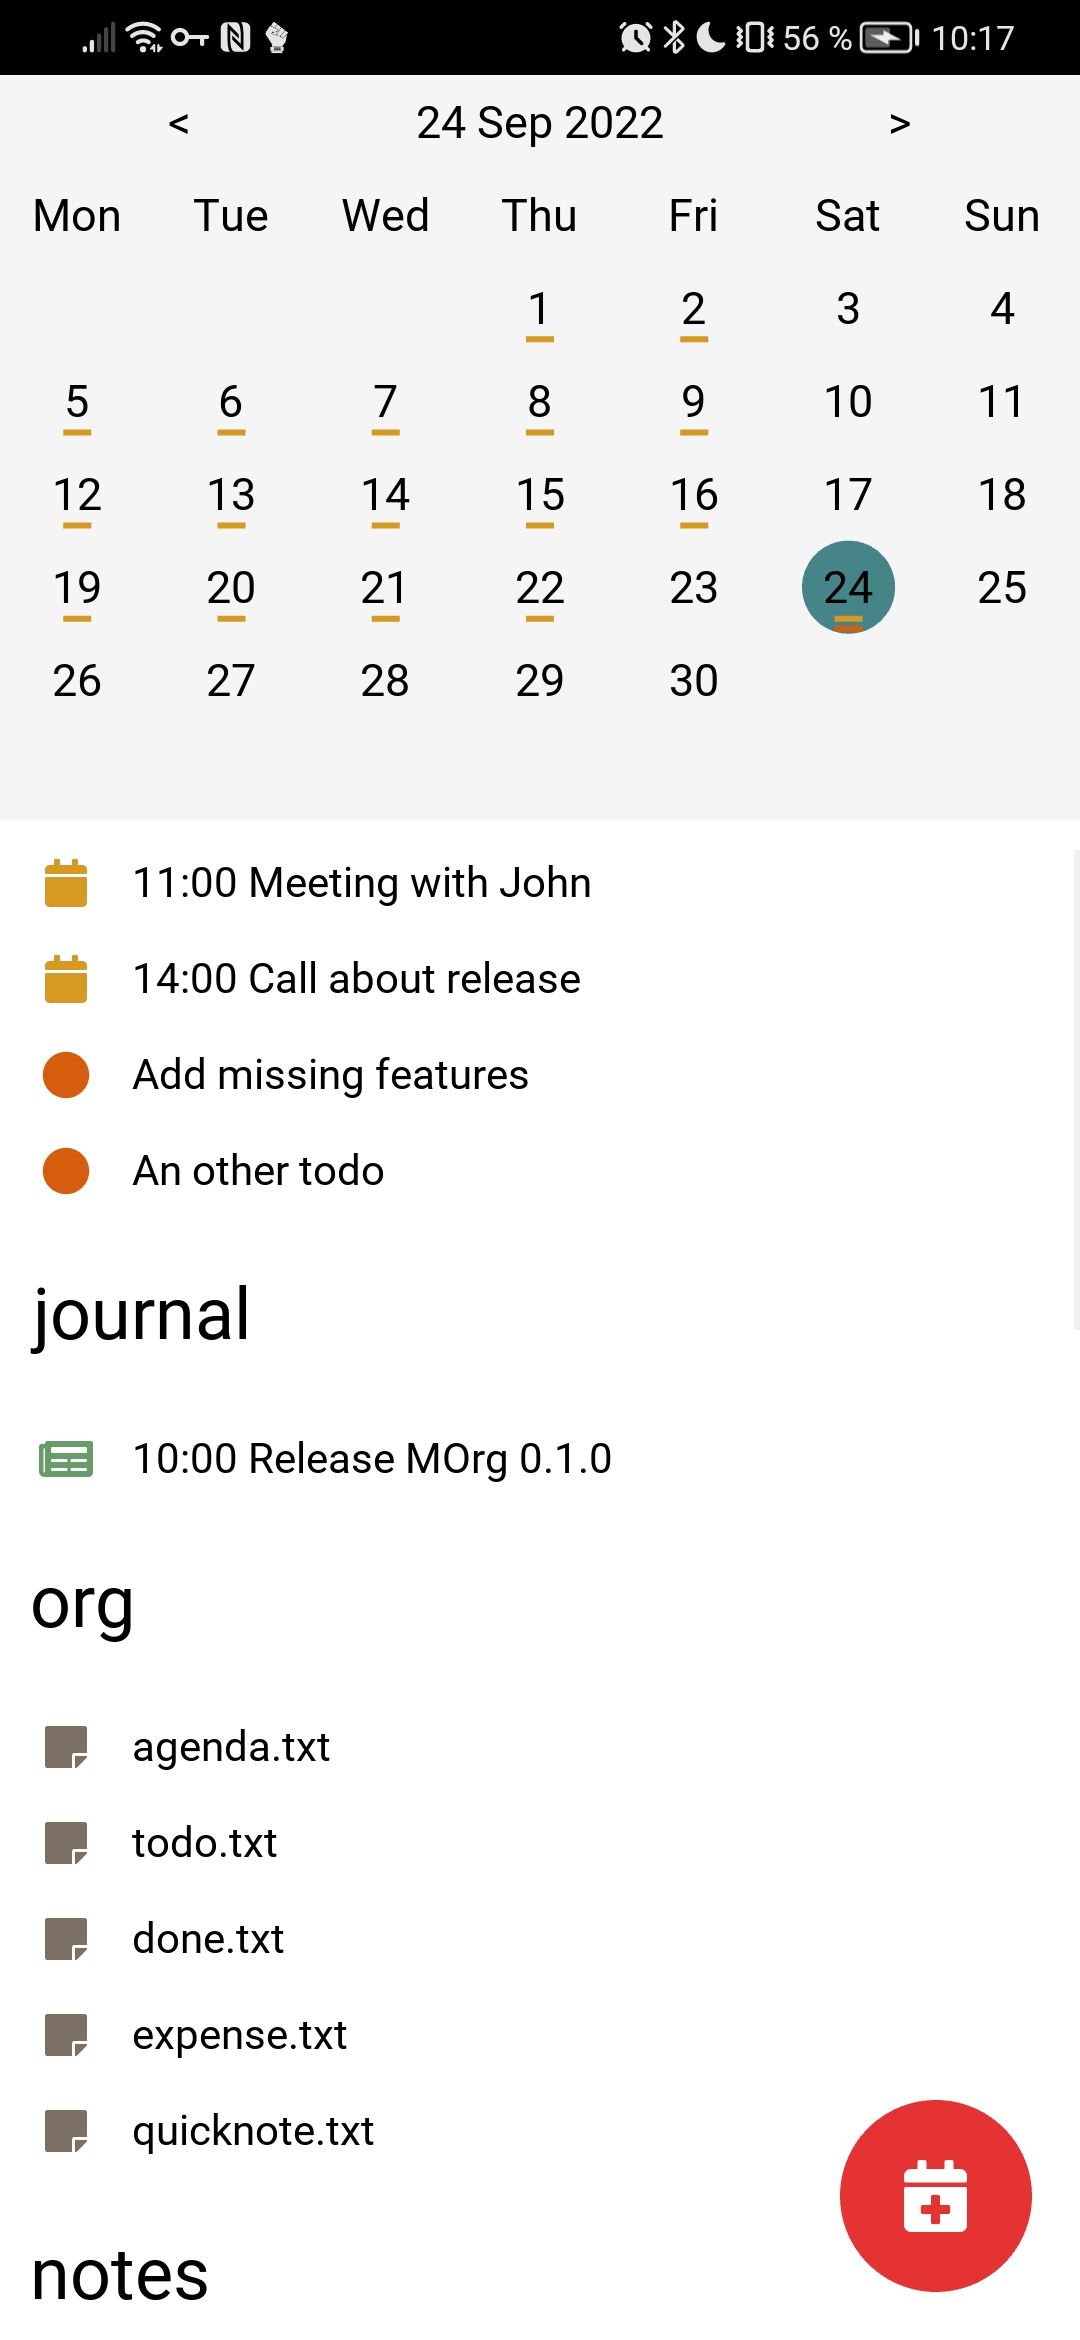 56 % 10:17
< 24 Sep 2022 >
Mon Tue Wed Thu Fri Sat Sun
1 2 3 4
5 6 7 8 9 10 11
12 13 14 15 16 17 18
19 20 21 22 23 24 25
26 27 28 29 30
11:00 Meeting with John
14:00 Call about release
Add missing features
An other todo
journal
10:00 Release MOrg 0.1.0
org
agenda.txt
todo.txt
done.txt
expense.txt
quicknote.txt
notes